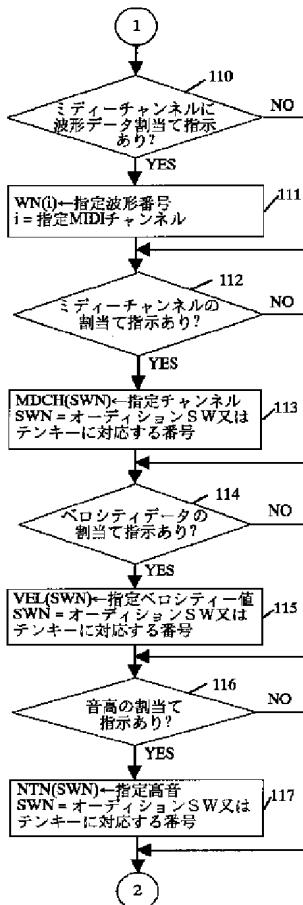 1
110
ミディーチャンネルに
波形データ割当て指示
あり?
NO
YES
111
WN(i)←指定波形番号
i = 指定MIDIチャンネル
112
ミディーチャンネルの
割当て指示あり?
NO
YES
MDCH(SWN)←指定チャンネル
SWN = オーディションSW又は
テンキーに対応する番号
113
114
ベロシティデータの
割当て指示あり?
NO
YES
VEL(SWN)←指定ベロシティー値
SWN = オーディションSW又は
テンキーに対応する番号
115
116
音高の割当て
指示あり?
NO
YES
NTN(SWN)←指定高音
SWN = オーディションSW又は
テンキーに対応する番号
117
2